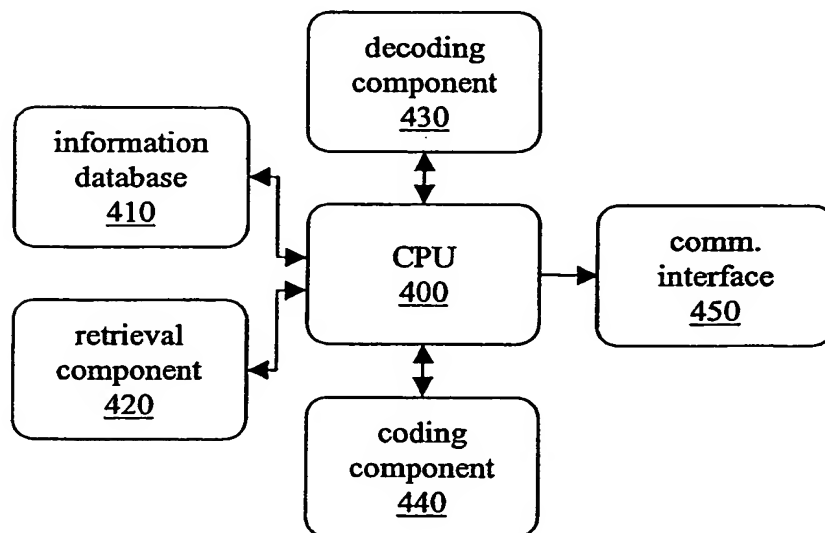 decoding
component
430
information
database
410
CPU
400
comm.
interface
450
retrieval
component
420
coding
component
440